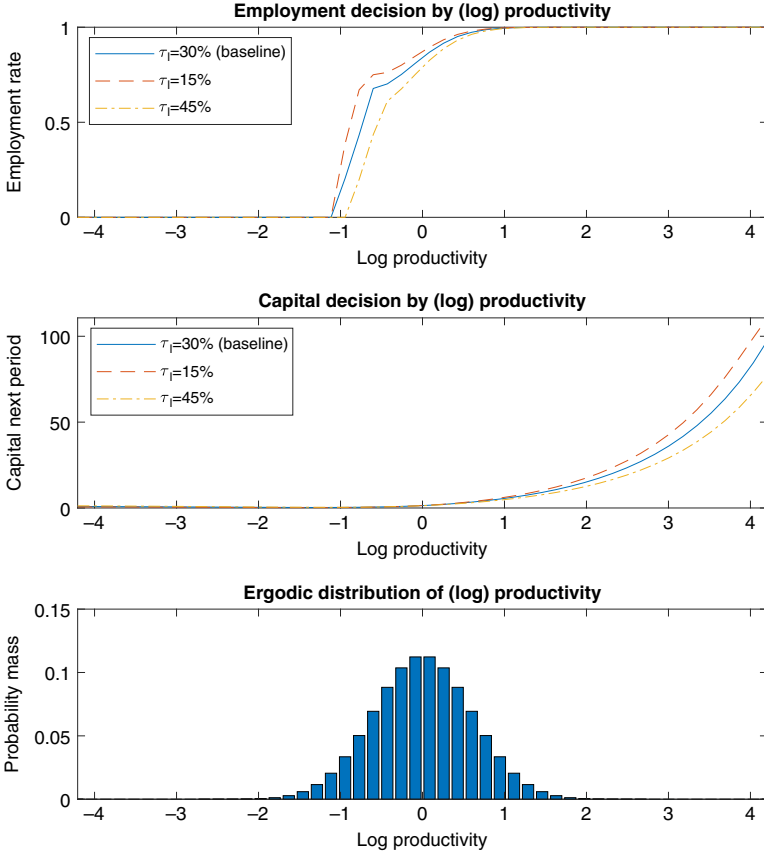 Employment decision by (log) productivity
1
0.5
0
Employment rate
τl=30% (baseline)
τl=15%
τl=45%
−4 −3 −2 −1 0 1 2 3 4
Log productivity
Capital decision by (log) productivity
100
50
0
Capital next period
τl=30% (baseline)
τl=15%
τl=45%
−4 −3 −2 −1 0 1 2 3 4
Log productivity
Ergodic distribution of (log) productivity
0.15
0.1
0.05
0
Probability mass
−4 −3 −2 −1 0 1 2 3 4
Log productivity